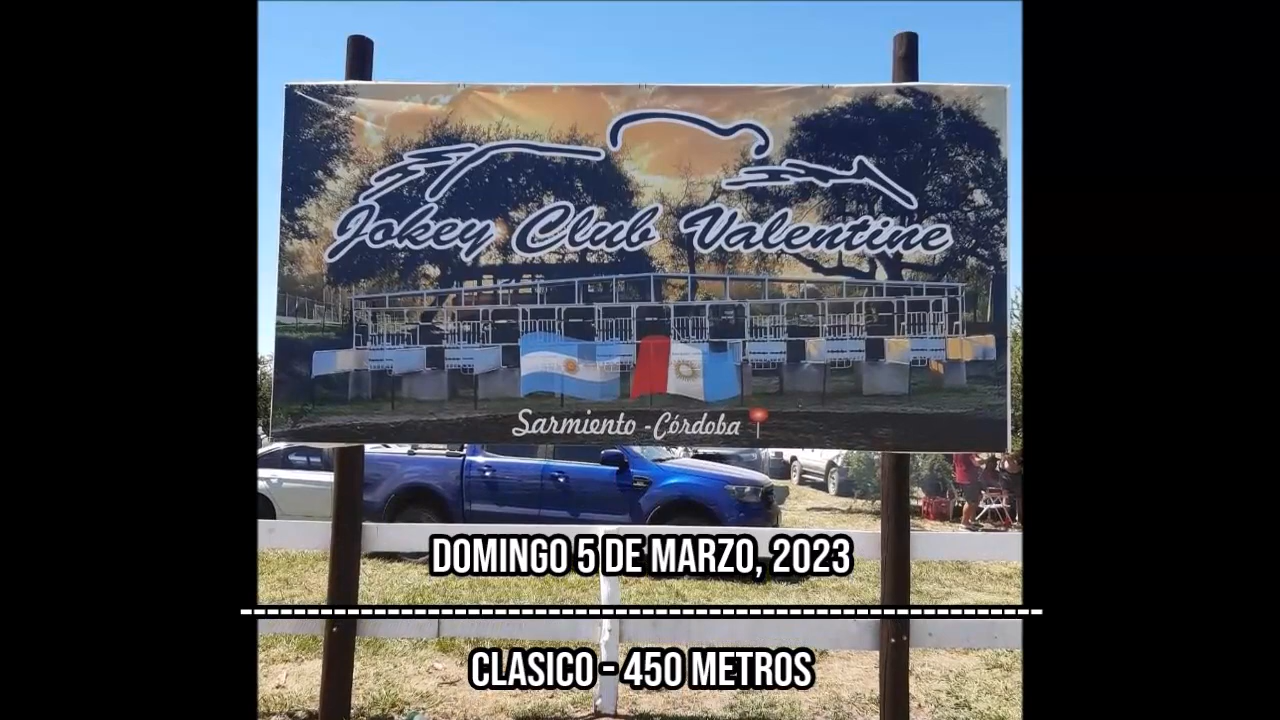 Jokey Club Valentine
Sarmiento - Córdoba
DOMINGO 5 DE MARZO, 2023
CLASICO - 450 METROS